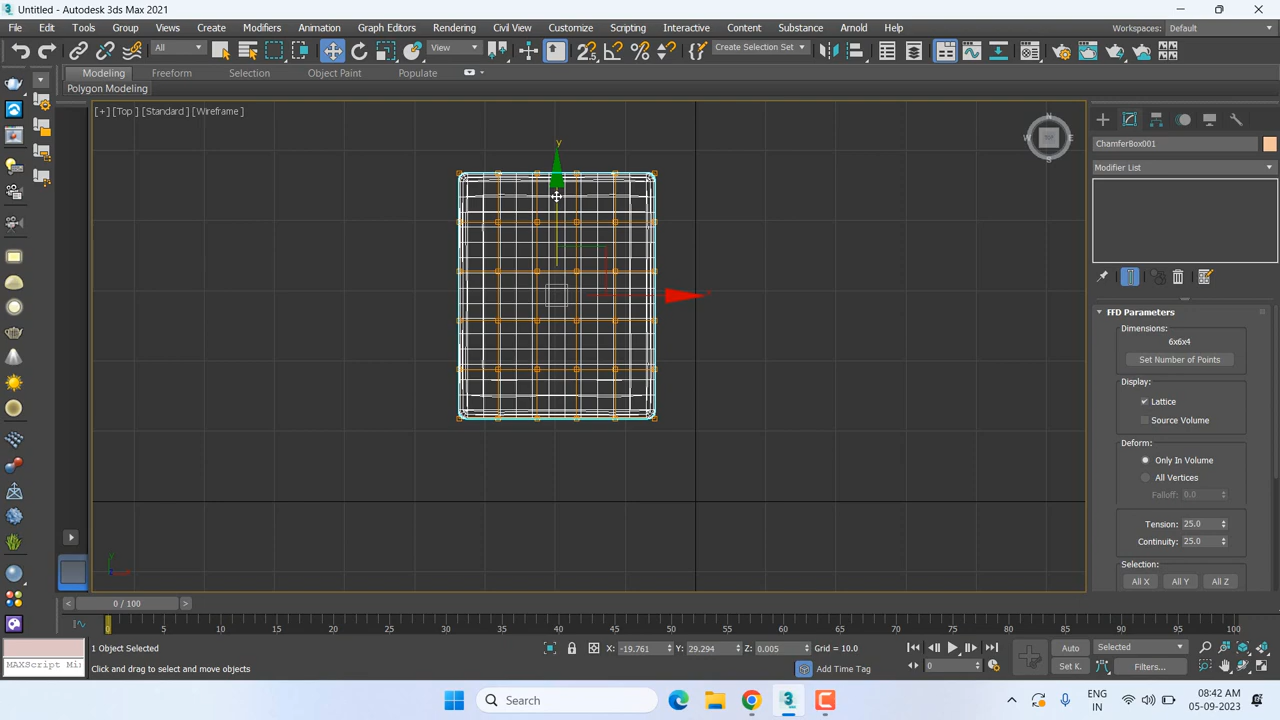 Untitled - Autodesk 3ds Max 2021
File Edit Tools Group Views Create Modifiers Animation Graph Editors Rendering Civil View Customize Scripting Interactive Content Substance Arnold Help
Workspaces: Default
All View Create Selection Set
Modeling Freeform Selection Object Paint Populate
Polygon Modeling
[+] [Top ] [Standard ] [Wireframe ]
y
N
W E
S
TOP
ChamferBox001
Modifier List
FFD Parameters
Dimensions:
6x6x4
Set Number of Points
Display:
Lattice
Source Volume
Deform:
Only In Volume
All Vertices
Falloff: 0.0
Tension: 25.0
Continuity: 25.0
Selection:
All X All Y All Z
y
< 0 / 100 >
0 5 10 15 20 25 30 35 40 45 50 55 60 65 70 75 80 85 90 95 100
1 Object Selected
X: -19.761 Y: 29.294 Z: 0.005 Grid = 10.0
Auto Selected
MAXScript Mi
Click and drag to select and move objects
Add Time Tag
0
Set K. Filters...
Search
ENG
IN
08:42 AM
05-09-2023